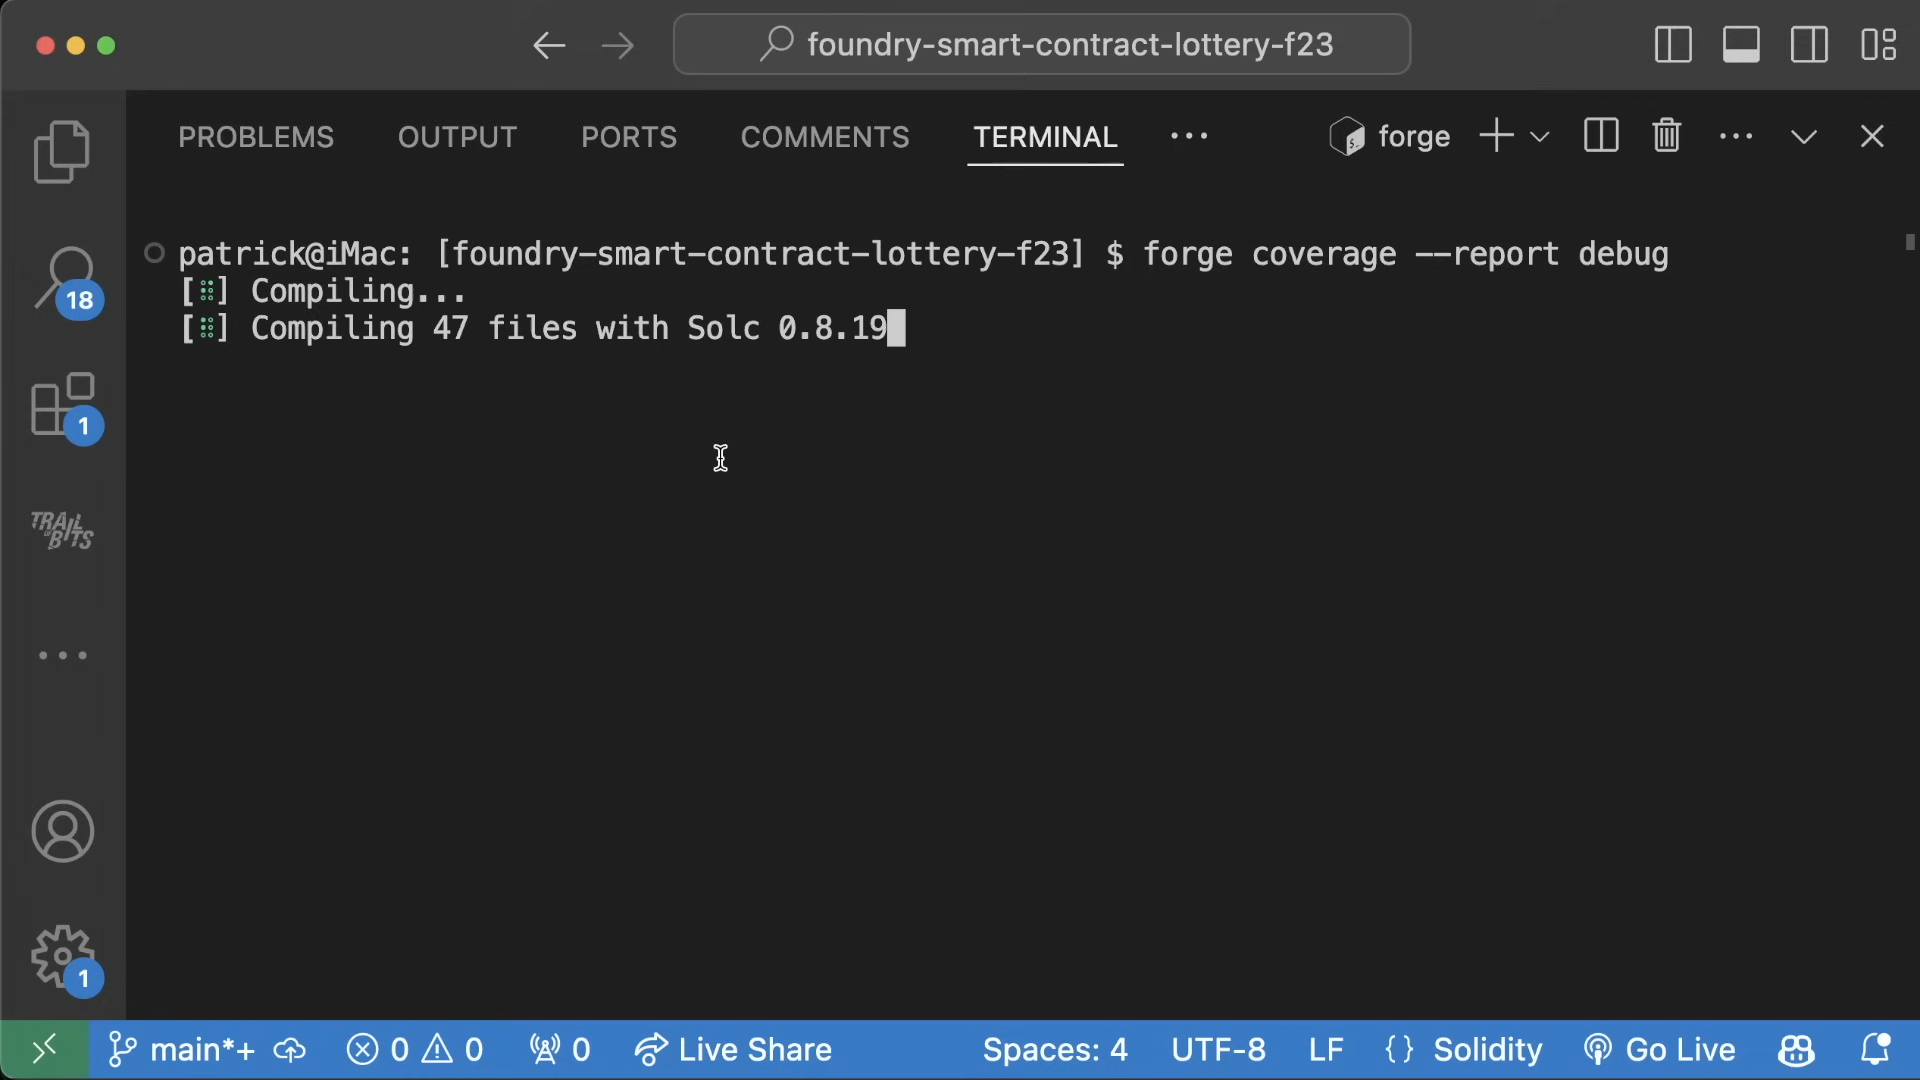 foundry-smart-contract-lottery-f23
PROBLEMS OUTPUT PORTS COMMENTS TERMINAL ··· forge
patrick@iMac: [foundry-smart-contract-lottery-f23] $ forge coverage --report debug
[⠿] Compiling...
[⠿] Compiling 47 files with Solc 0.8.19
18
1
TRAIL OF BITS
1
main*+ 0 0 0 Live Share Spaces: 4 UTF-8 LF {} Solidity Go Live